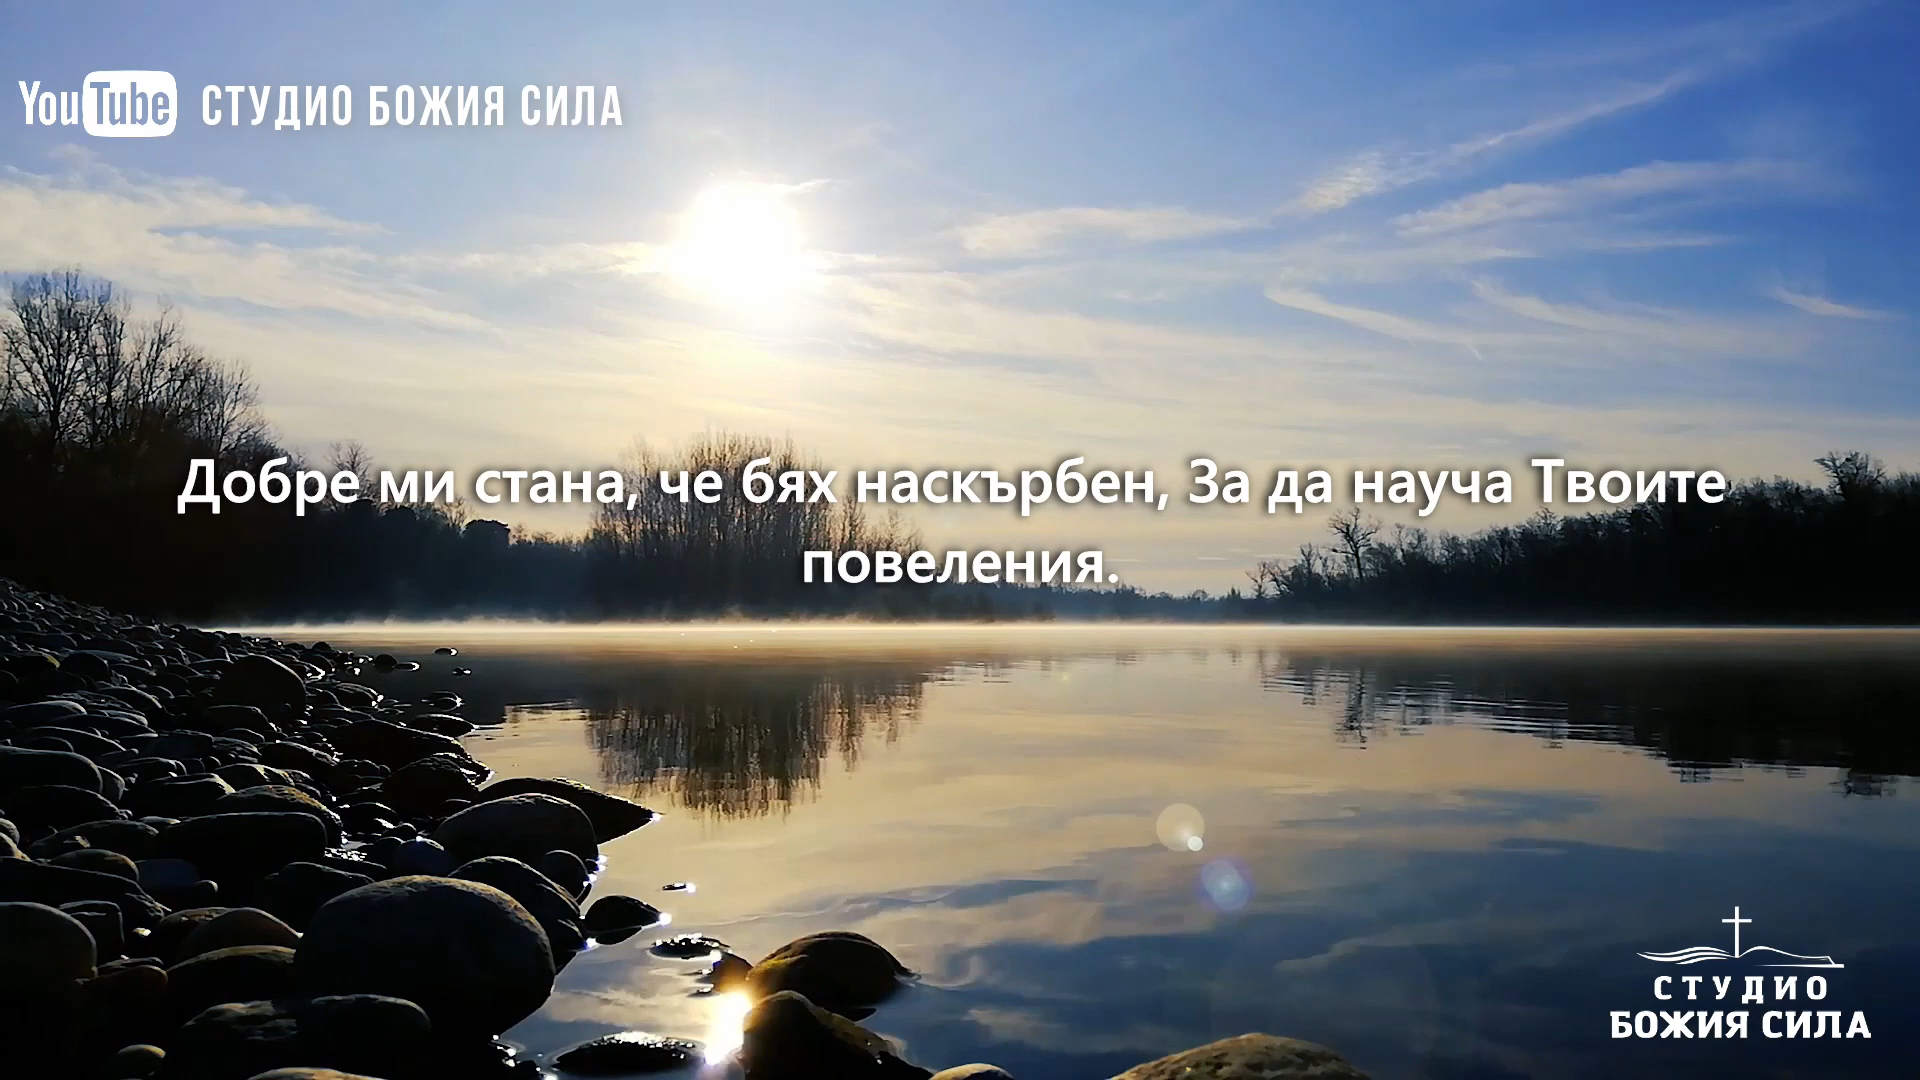 YouTube СТУДИО БОЖИЯ СИЛА
Добре ми стана, че бях наскърбен, За да науча Твоите
повеления.
СТУДИО
БОЖИЯ СИЛА